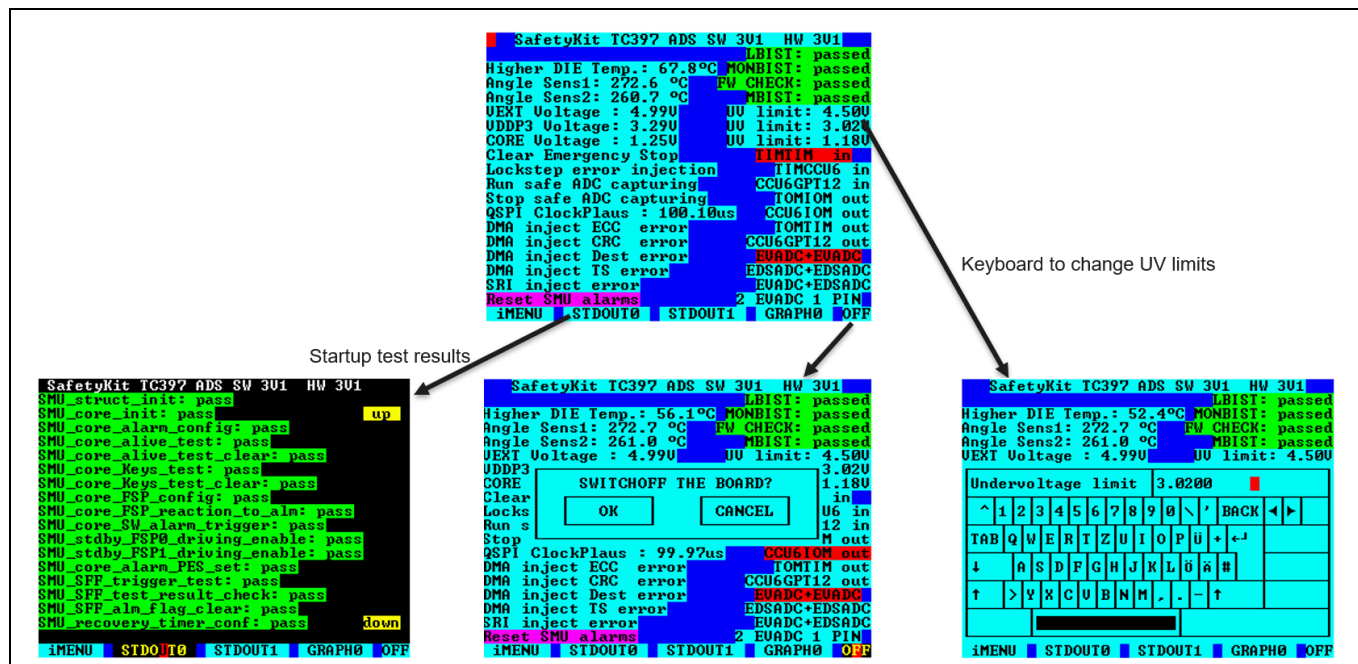 SafetyKit TC397 ADS SW 3V1 HW 3V1
LBIST: passed
Higher DIE Temp.: 67.8ºC MONBIST: passed
Angle Sens1: 272.6 ºC FW CHECK: passed
Angle Sens2: 260.7 ºC MBIST: passed
VEXT Voltage : 4.99V UV limit: 4.50V
VDDP3 Voltage: 3.29V UV limit: 3.02V
CORE Voltage : 1.25V UV limit: 1.18V
Clear Emergency Stop TIMTIM in
Lockstep error injection TIMCCU6 in
Run safe ADC capturing CCU6GPT12 in
Stop safe ADC capturing TOMIOM out
QSPI ClockPlaus : 100.10us CCU6IOM out
DMA inject ECC error TOMTIM out
DMA inject CRC error CCU6GPT12 out
DMA inject Dest error EVADC+EVADC
DMA inject TS error EDSADC+EDSADC
SRI inject error EVADC+EDSADC
Reset SMU alarms 2 EVADC 1 PIN
iMENU STDOUT0 STDOUT1 GRAPH0 OFF
Keyboard to change UV limits
Startup test results
SafetyKit TC397 ADS SW 3V1 HW 3V1
SMU_struct_init: pass
SMU_core_init: pass up
SMU_core_alarm_config: pass
SMU_core_alive_test: pass
SMU_core_alive_test_clear: pass
SMU_core_Keys_test: pass
SMU_core_Keys_test_clear: pass
SMU_core_FSP_config: pass
SMU_core_FSP_reaction_to_alm: pass
SMU_core_SW_alarm_trigger: pass
SMU_stdby_FSP0_driving_enable: pass
SMU_stdby_FSP1_driving_enable: pass
SMU_core_alarm_PES_set: pass
SMU_SFF_trigger_test: pass
SMU_SFF_test_result_check: pass
SMU_SFF_alm_flag_clear: pass
SMU_recovery_timer_conf: pass down
iMENU STDOUT0 STDOUT1 GRAPH0 OFF
SafetyKit TC397 ADS SW 3V1 HW 3V1
LBIST: passed
Higher DIE Temp.: 56.1ºC MONBIST: passed
Angle Sens1: 272.7 ºC FW CHECK: passed
Angle Sens2: 261.0 ºC MBIST: passed
VEXT Voltage : 4.99V UV limit: 4.50V
VDDP3 3.02V
CORE SWITCHOFF THE BOARD? 1.18V
Clear in
Locks OK CANCEL U6 in
Run s 12 in
Stop M out
QSPI ClockPlaus : 99.97us CCU6IOM out
DMA inject ECC error TOMTIM out
DMA inject CRC error CCU6GPT12 out
DMA inject Dest error EVADC+EVADC
DMA inject TS error EDSADC+EDSADC
SRI inject error EVADC+EDSADC
Reset SMU alarms 2 EVADC 1 PIN
iMENU STDOUT0 STDOUT1 GRAPH0 OFF
SafetyKit TC397 ADS SW 3V1 HW 3V1
LBIST: passed
Higher DIE Temp.: 52.4ºC MONBIST: passed
Angle Sens1: 272.7 ºC FW CHECK: passed
Angle Sens2: 261.0 ºC MBIST: passed
VEXT Voltage : 4.99V UV limit: 4.50V
Undervoltage limit 3.0200
^ 1 2 3 4 5 6 7 8 9 0 \ ' BACK ◄ ►
TAB Q W E R T Z U I O P Ü + ↵
↓ A S D F G H J K L Ö ä #
↑ > Y X C V B N M , . - ↑
iMENU STDOUT0 STDOUT1 GRAPH0 OFF